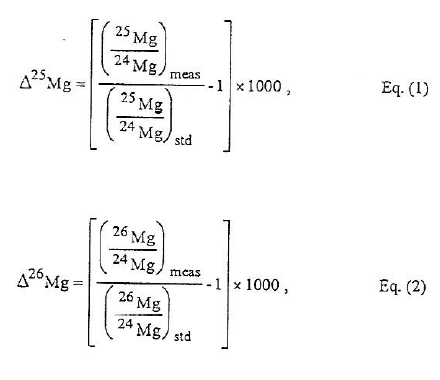 Δ²⁵Mg = [ (²⁵Mg / ²⁴Mg)meas / (²⁵Mg / ²⁴Mg)std - 1 ] × 1000 , Eq. (1)
Δ²⁶Mg = [ (²⁶Mg / ²⁴Mg)meas / (²⁶Mg / ²⁴Mg)std - 1 ] × 1000 , Eq. (2)